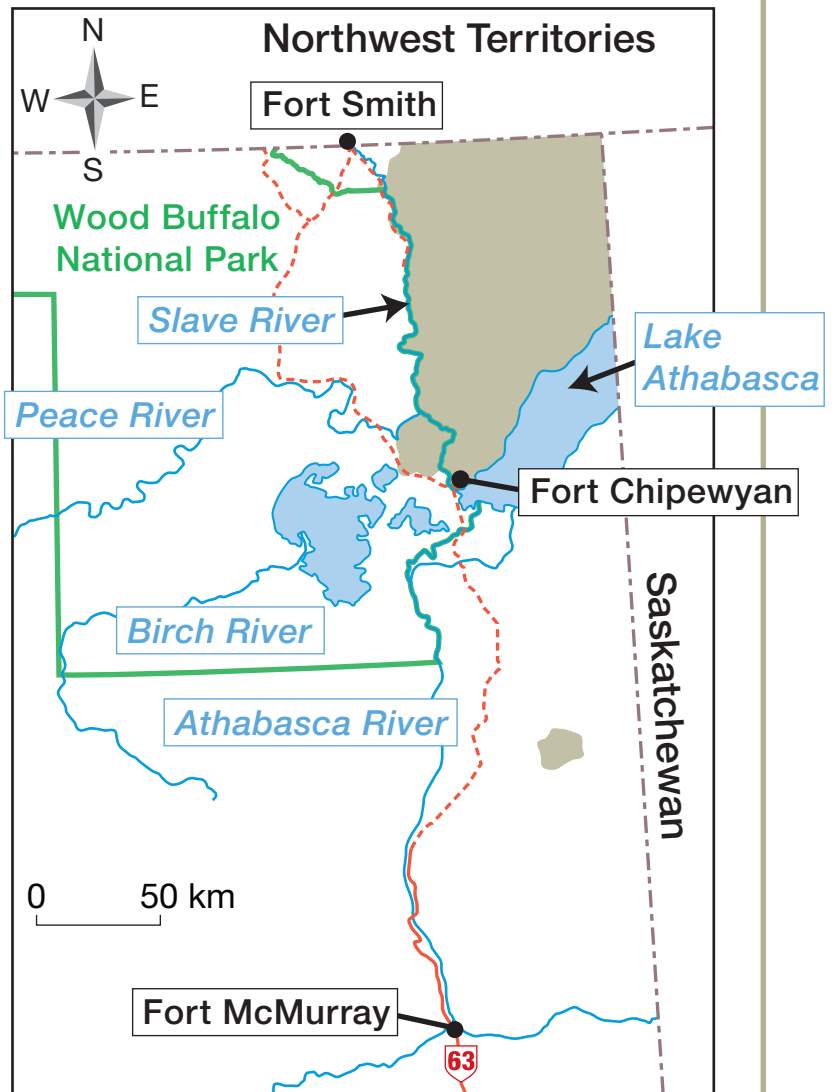 N
Northwest Territories
W
E
Fort Smith
S
Wood Buffalo
National Park
Slave River
Lake
Athabasca
Peace River
Fort Chipewyan
Saskatchewan
Birch River
Athabasca River
0 50 km
Fort McMurray
63